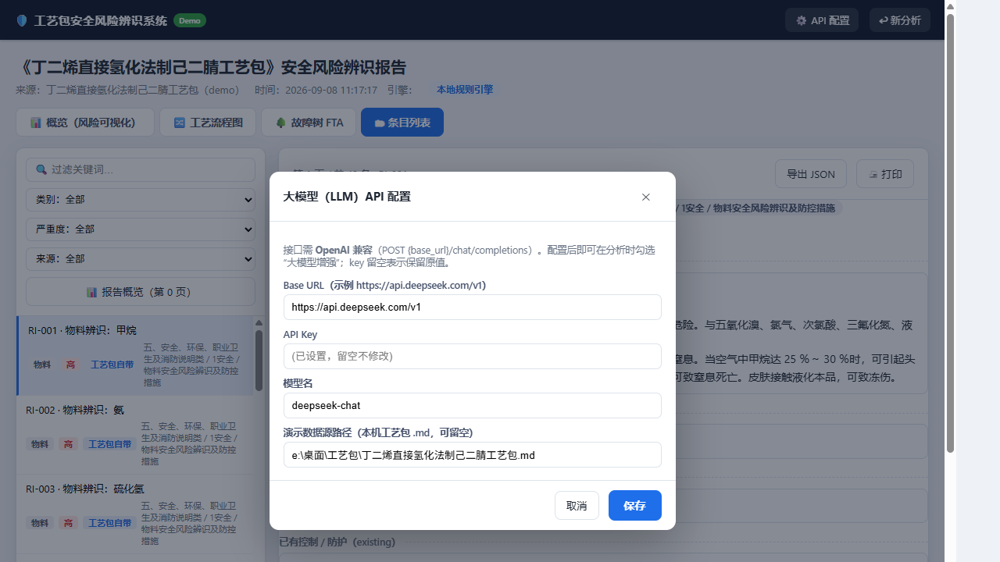 工艺包安全风险辨识系统 Demo
API 配置
新分析
《丁二烯直接氢化法制己二腈工艺包》安全风险辨识报告
来源：丁二烯直接氢化法制己二腈工艺包（demo） 时间：2026-09-08 11:17:17 引擎： 本地规则引擎
概览（风险可视化）
工艺流程图
故障树 FTA
条目列表
过滤关键词…
类别：全部
严重度：全部
来源：全部
报告概览（第 0 页）
RI-001 · 物料辨识：甲烷
物料 高 工艺包自带
五、安全、环保、职业卫
生及消防说明类 / 1安全 /
物料安全风险辨识及防控
措施
RI-002 · 物料辨识：氨
物料 高 工艺包自带
五、安全、环保、职业卫
生及消防说明类 / 1安全 /
物料安全风险辨识及防控
措施
RI-003 · 物料辨识：硫化氢
物料 高 工艺包自带
五、安全、环保、职业卫
生及消防说明类 / 1安全 /
物料安全风险辨识及防控
措施
导出 JSON
打印
/ 1安全 / 物料安全风险辨识及防控措施
危险。与五氧化溴、氯气、次氯酸、三氟化氮、液
窒息。当空气中甲烷达 25 % ~ 30 %时，可引起头
可致窒息死亡。皮肤接触液化本品，可致冻伤。
已有控制 / 防护（existing）
大模型（LLM）API 配置
×
接口需 OpenAI 兼容（POST {base_url}/chat/completions）。配置后即可在分析时勾选
“大模型增强”；key 留空表示保留原值。
Base URL（示例 https://api.deepseek.com/v1）
https://api.deepseek.com/v1
API Key
(已设置，留空不修改)
模型名
deepseek-chat
演示数据源路径（本机工艺包 .md，可留空）
e:\桌面\工艺包\丁二烯直接氢化法制己二腈工艺包.md
取消
保存